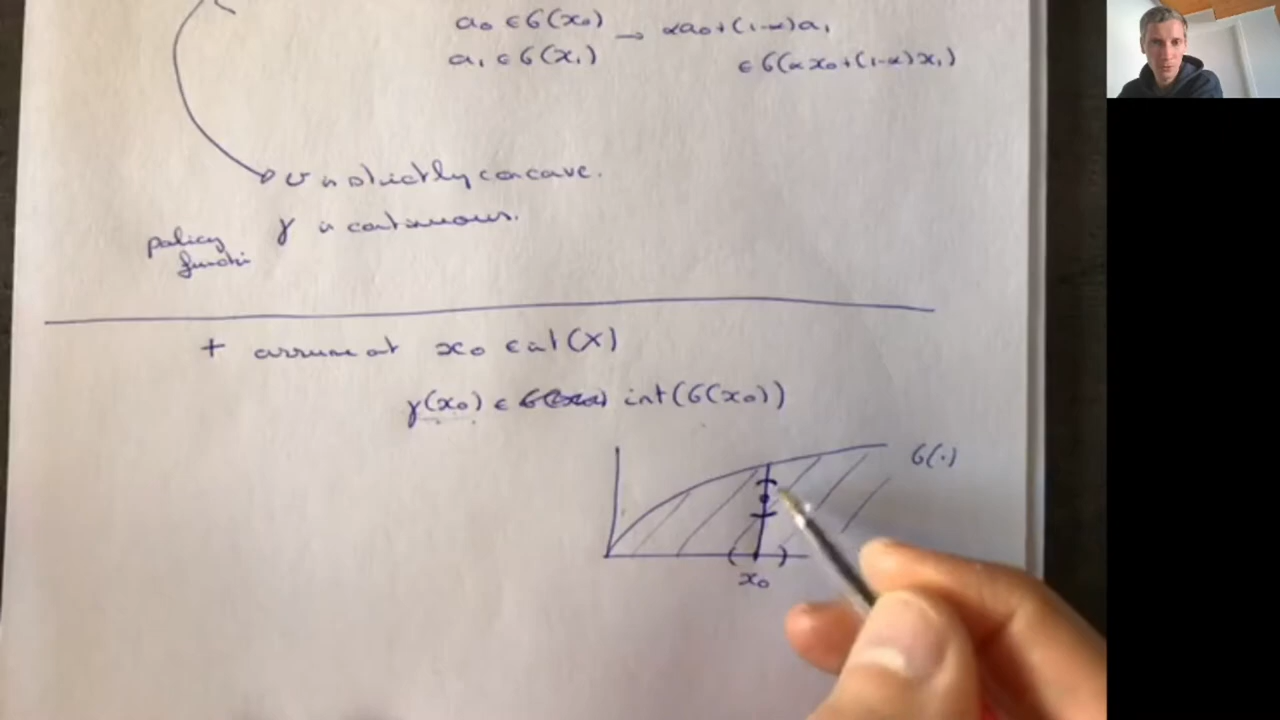 a₀ ∈ G(x₀) → αa₀+(1-α)a₁
a₁ ∈ G(x₁) ∈ G(αx₀+(1-α)x₁)
v is strictly concave.
policy γ is continuous.
functi
+ assume at x₀ ∈ int(X)
γ(x₀) ∈ int(G(x₀))
G(·)
x₀